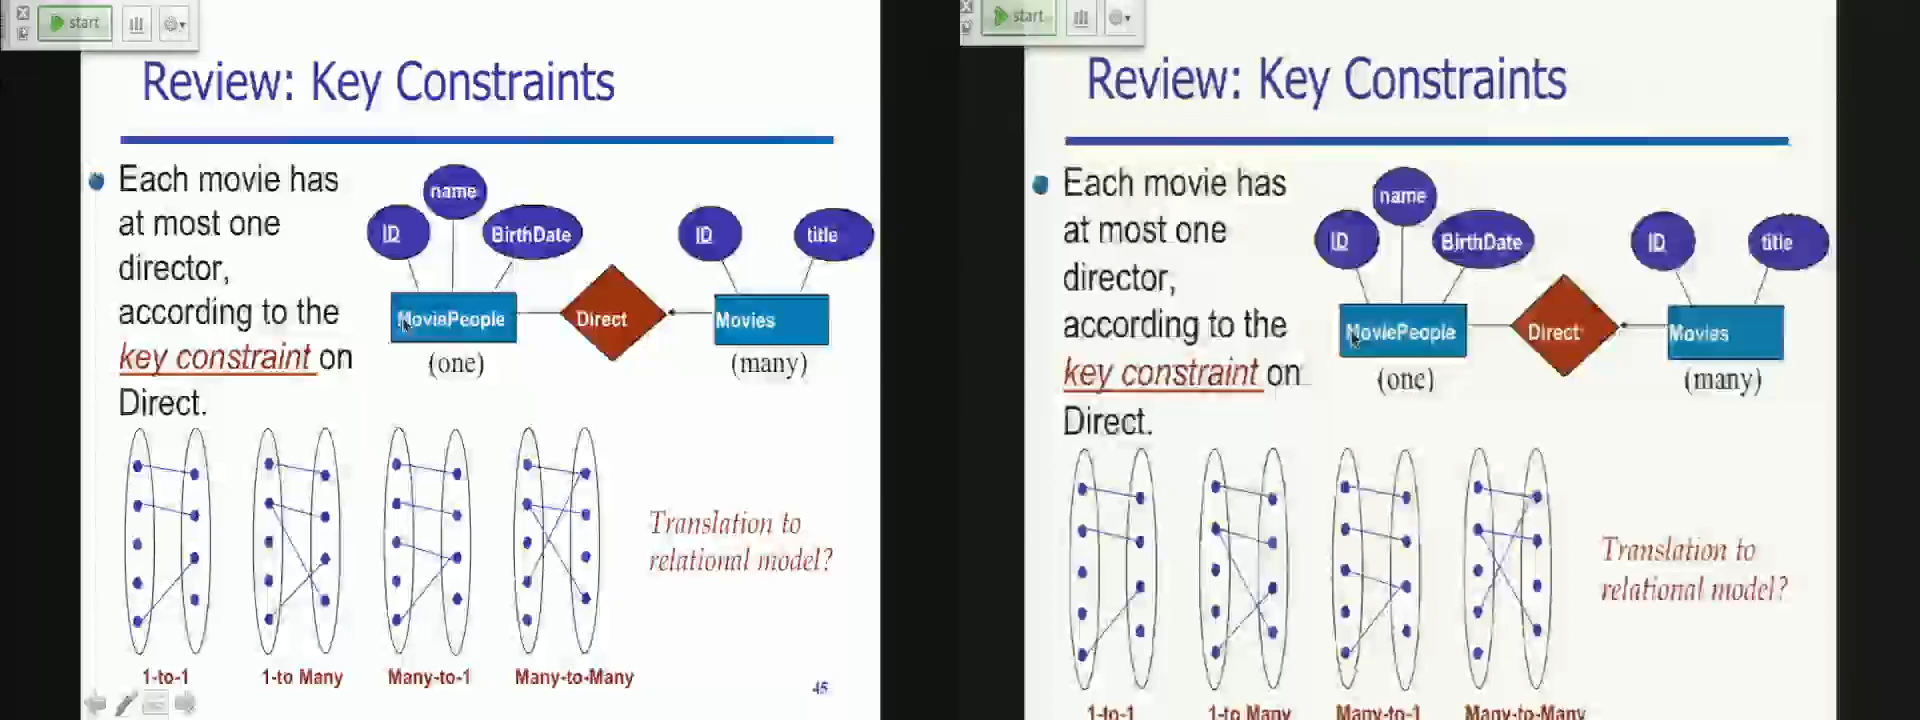 start
Review: Key Constraints
Each movie has
at most one
director,
according to the
key constraint on
Direct.
name
ID
BirthDate
ID
title
MoviePeople
Direct
Movies
(one)
(many)
Translation to
relational model?
1-to-1
1-to Many
Many-to-1
Many-to-Many
45
start
Review: Key Constraints
Each movie has
at most one
director,
according to the
key constraint on
Direct.
name
ID
BirthDate
ID
title
MoviePeople
Direct
Movies
(one)
(many)
Translation to
relational model?
1-to-1
1-to Many
Many-to-1
Many-to-Many